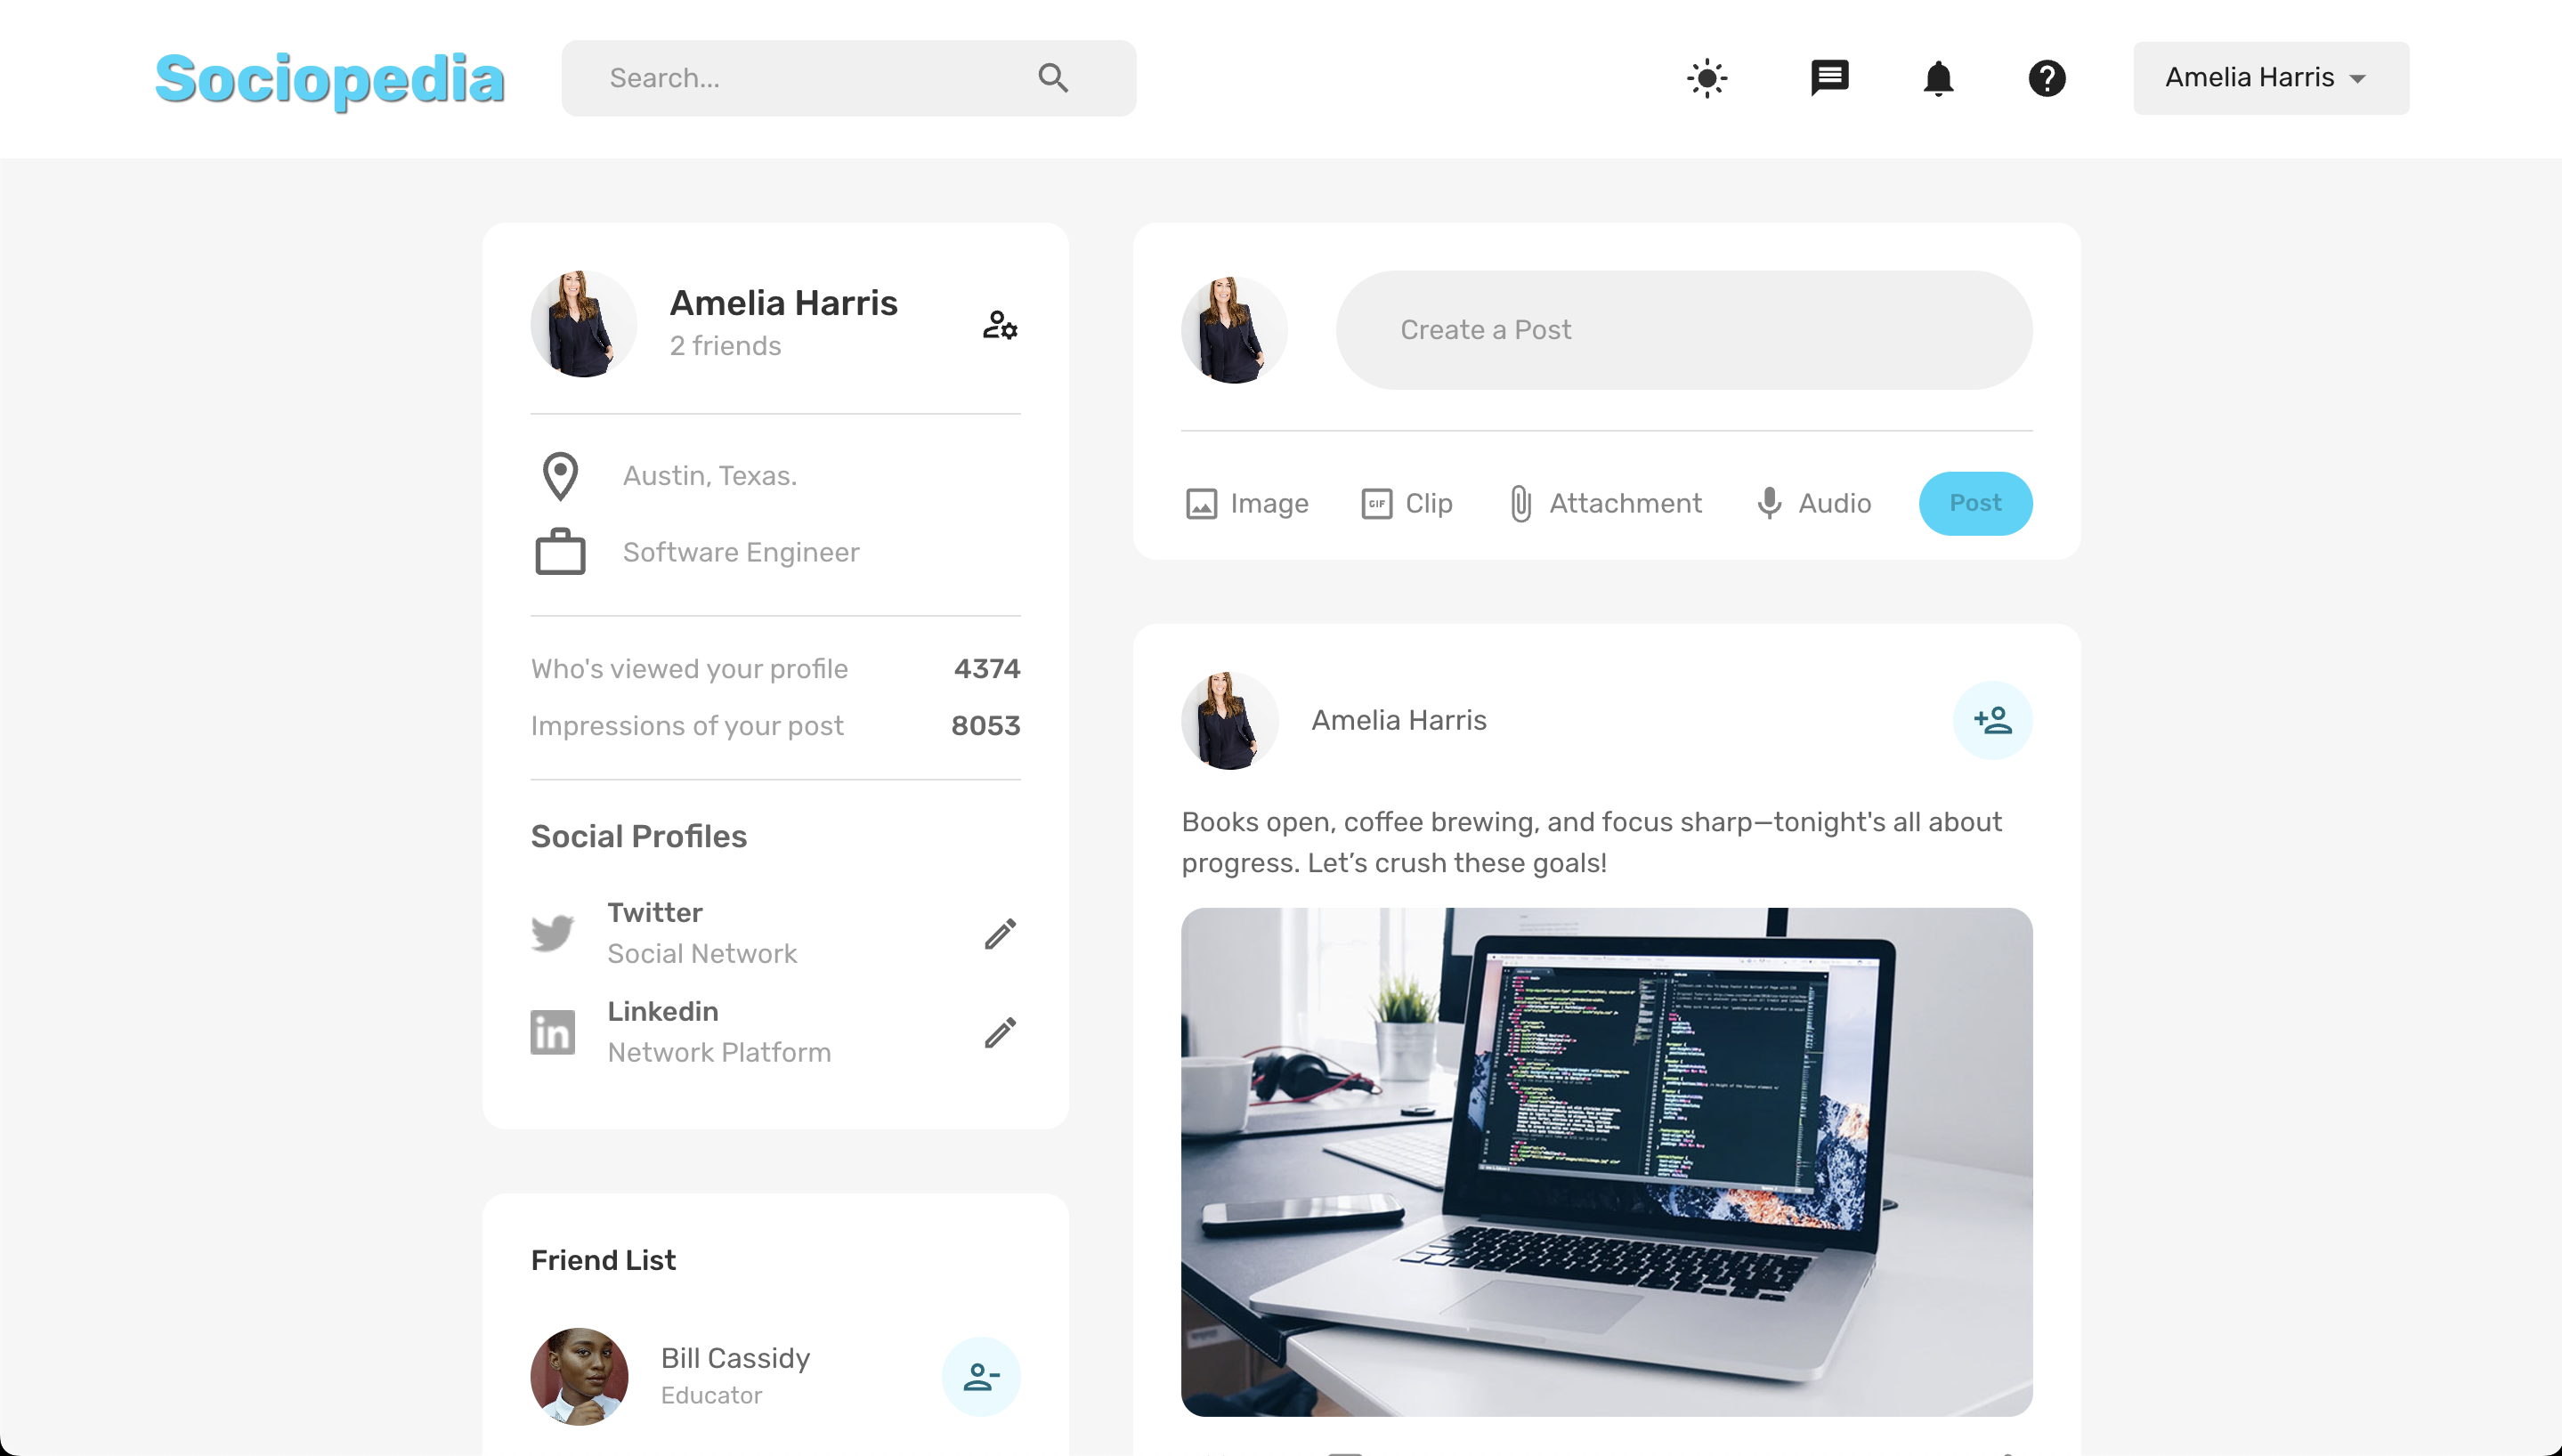 Sociopedia
Search...
Amelia Harris
Amelia Harris
2 friends
Austin, Texas.
Software Engineer
Who's viewed your profile 4374
Impressions of your post 8053
Social Profiles
Twitter
Social Network
Linkedin
Network Platform
Friend List
Bill Cassidy
Educator
Create a Post
Image
GIF Clip
Attachment
Audio
Post
Amelia Harris
Books open, coffee brewing, and focus sharp—tonight's all about
progress. Let’s crush these goals!